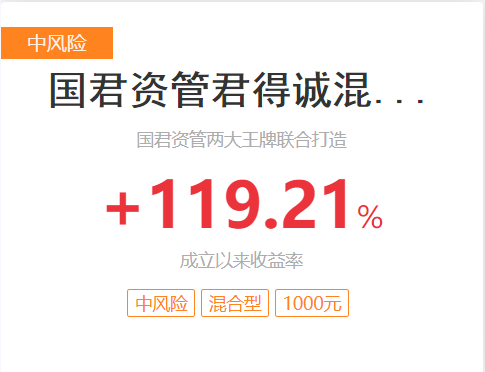 中风险
国君资管君得诚混...
国君资管两大王牌联合打造
+119.21%
成立以来收益率
中风险 混合型 1000元